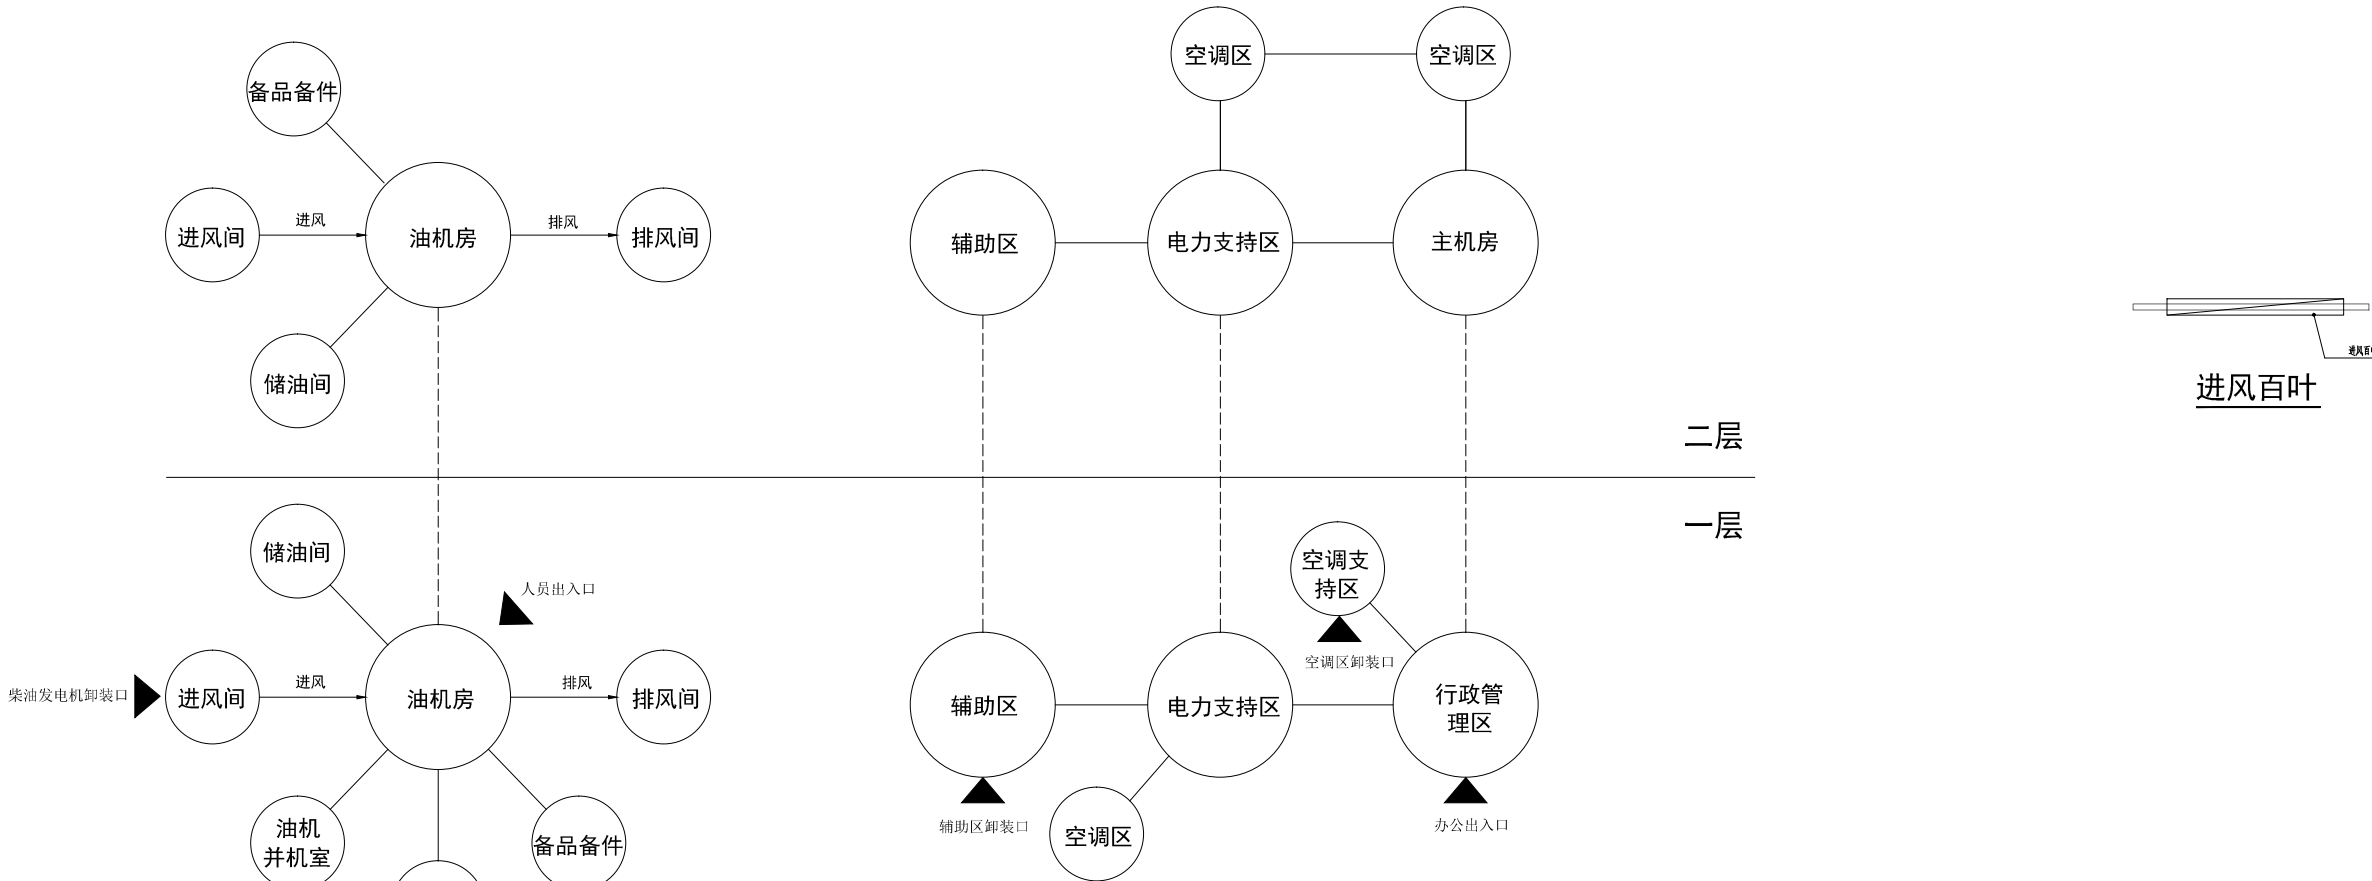 空调区
空调区
备品备件
进风间
进风
油机房
排风
排风间
辅助区
电力支持区
主机房
储油间
进风百叶
二层
一层
储油间
人员出入口
空调支
持区
空调区卸装口
柴油发电机卸装口
进风间
进风
油机房
排风
排风间
辅助区
电力支持区
行政管
理区
油机
并机室
备品备件
辅助区卸装口
空调区
办公出入口